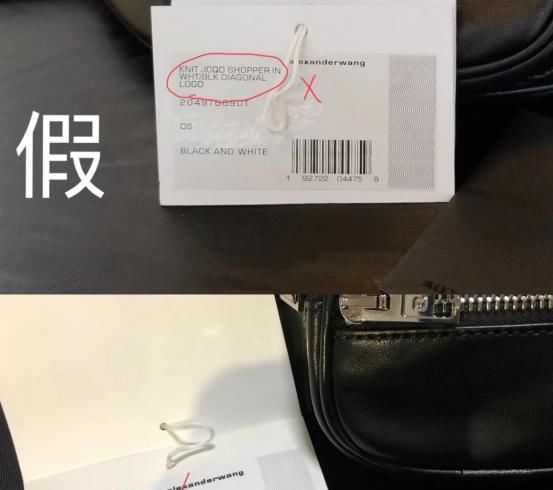 alexanderwang
KNIT JCQD SHOPPER IN
WHT/BLK DIAGONAL
LOGO
X
OS
假
BLACK AND WHITE
1 92722 04475 9
alexanderwang